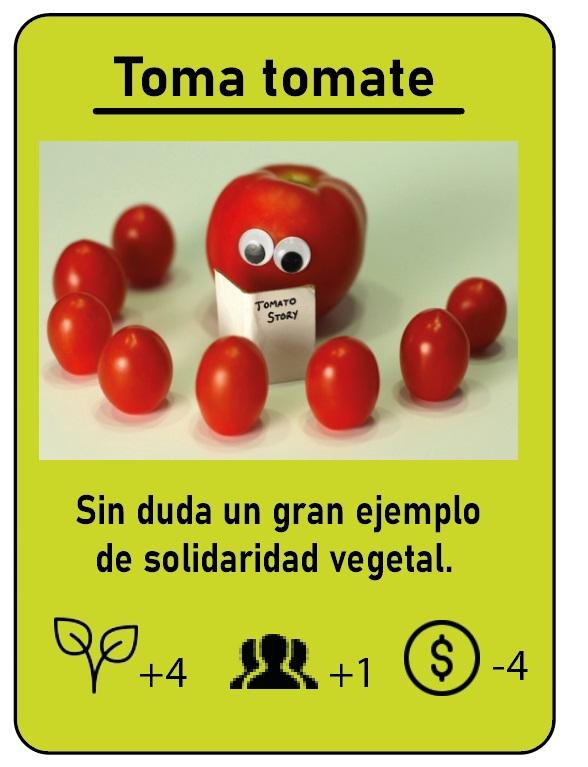 Toma tomate
TOMATO
STORY
Sin duda un gran ejemplo
de solidaridad vegetal.
+4 +1 $ -4